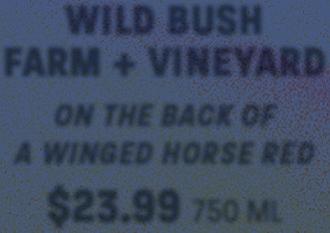 WILD BUSH
FARM + VINEYARD
ON THE BACK OF
A WINGED HORSE RED
$23.99 750 ML